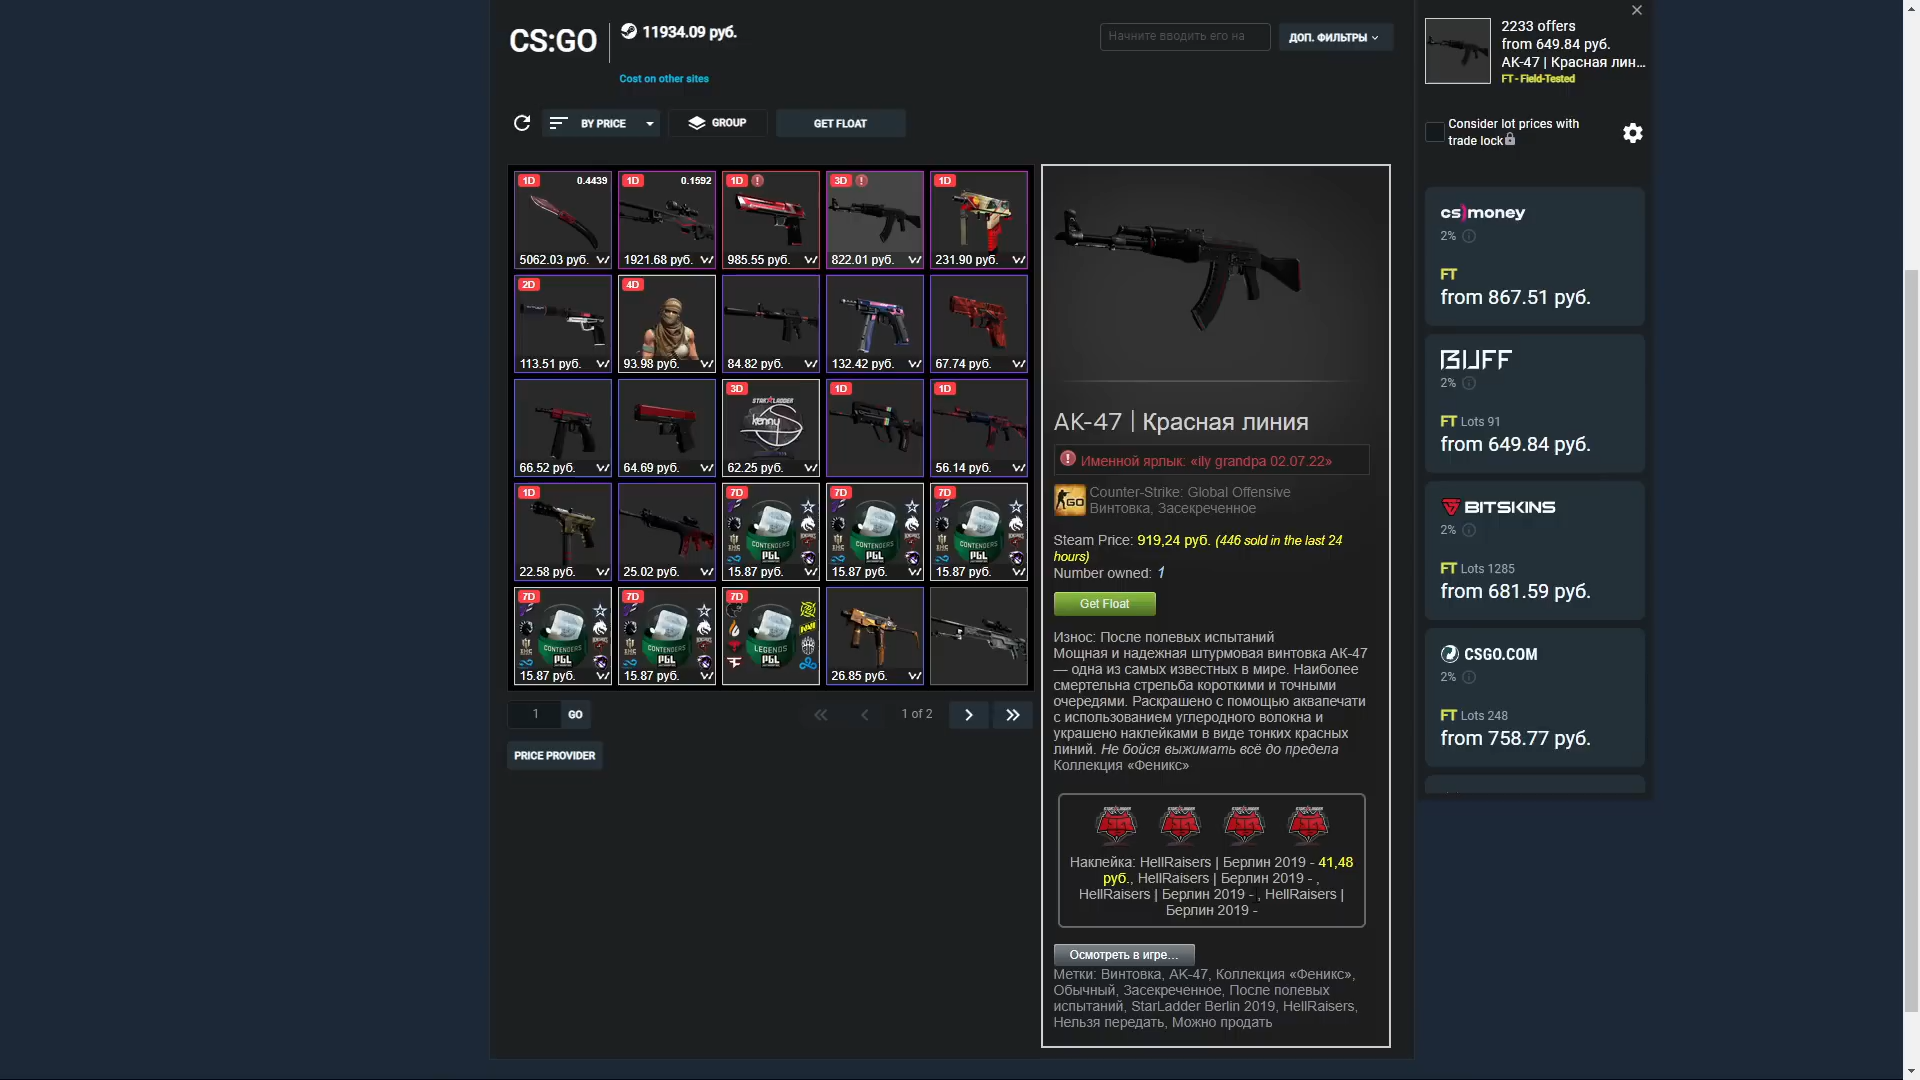 CS:GO
11934.09 руб.
Cost on other sites
Начните вводить его на
ДОП. ФИЛЬТРЫ
BY PRICE
GROUP
GET FLOAT
1D 0.4439
5062.03 руб.
1D 0.1592
1921.68 руб.
1D
985.55 руб.
3D
822.01 руб.
1D
231.90 руб.
2D
113.51 руб.
4D
93.98 руб.
84.82 руб.
132.42 руб.
67.74 руб.
66.52 руб.
64.69 руб.
3D
62.25 руб.
1D
1D
56.14 руб.
1D
22.58 руб.
25.02 руб.
7D
CONTENDERS
PGL
15.87 руб.
7D
CONTENDERS
PGL
15.87 руб.
7D
CONTENDERS
PGL
15.87 руб.
7D
CONTENDERS
PGL
15.87 руб.
7D
CONTENDERS
PGL
15.87 руб.
7D
LEGENDS
PGL
26.85 руб.
1
GO
1 of 2
PRICE PROVIDER
AK-47 | Красная линия
Именной ярлык: «ily grandpa 02.07.22»
Counter-Strike: Global Offensive
Винтовка, Засекреченное
Steam Price: 919,24 руб. (446 sold in the last 24
hours)
Number owned: 1
Get Float
Износ: После полевых испытаний
Мощная и надежная штурмовая винтовка АК-47
— одна из самых известных в мире. Наиболее
смертельна стрельба короткими и точными
очередями. Раскрашено с помощью аквапечати
с использованием углеродного волокна и
украшено наклейками в виде тонких красных
линий. Не бойся выжимать всё до предела
Коллекция «Феникс»
Наклейка: HellRaisers | Берлин 2019 - 41,48
руб., HellRaisers | Берлин 2019 - ,
HellRaisers | Берлин 2019 - , HellRaisers |
Берлин 2019 -
Осмотреть в игре...
Метки: Винтовка, AK-47, Коллекция «Феникс»,
Обычный, Засекреченное, После полевых
испытаний, StarLadder Berlin 2019, HellRaisers,
Нельзя передать, Можно продать
2233 offers
from 649.84 руб.
AK-47 | Красная лин...
FT - Field-Tested
Consider lot prices with
trade lock
cs)money
2%
FT
from 867.51 руб.
BUFF
2%
FT Lots 91
from 649.84 руб.
BITSKINS
2%
FT Lots 1285
from 681.59 руб.
CSGO.COM
2%
FT Lots 248
from 758.77 руб.